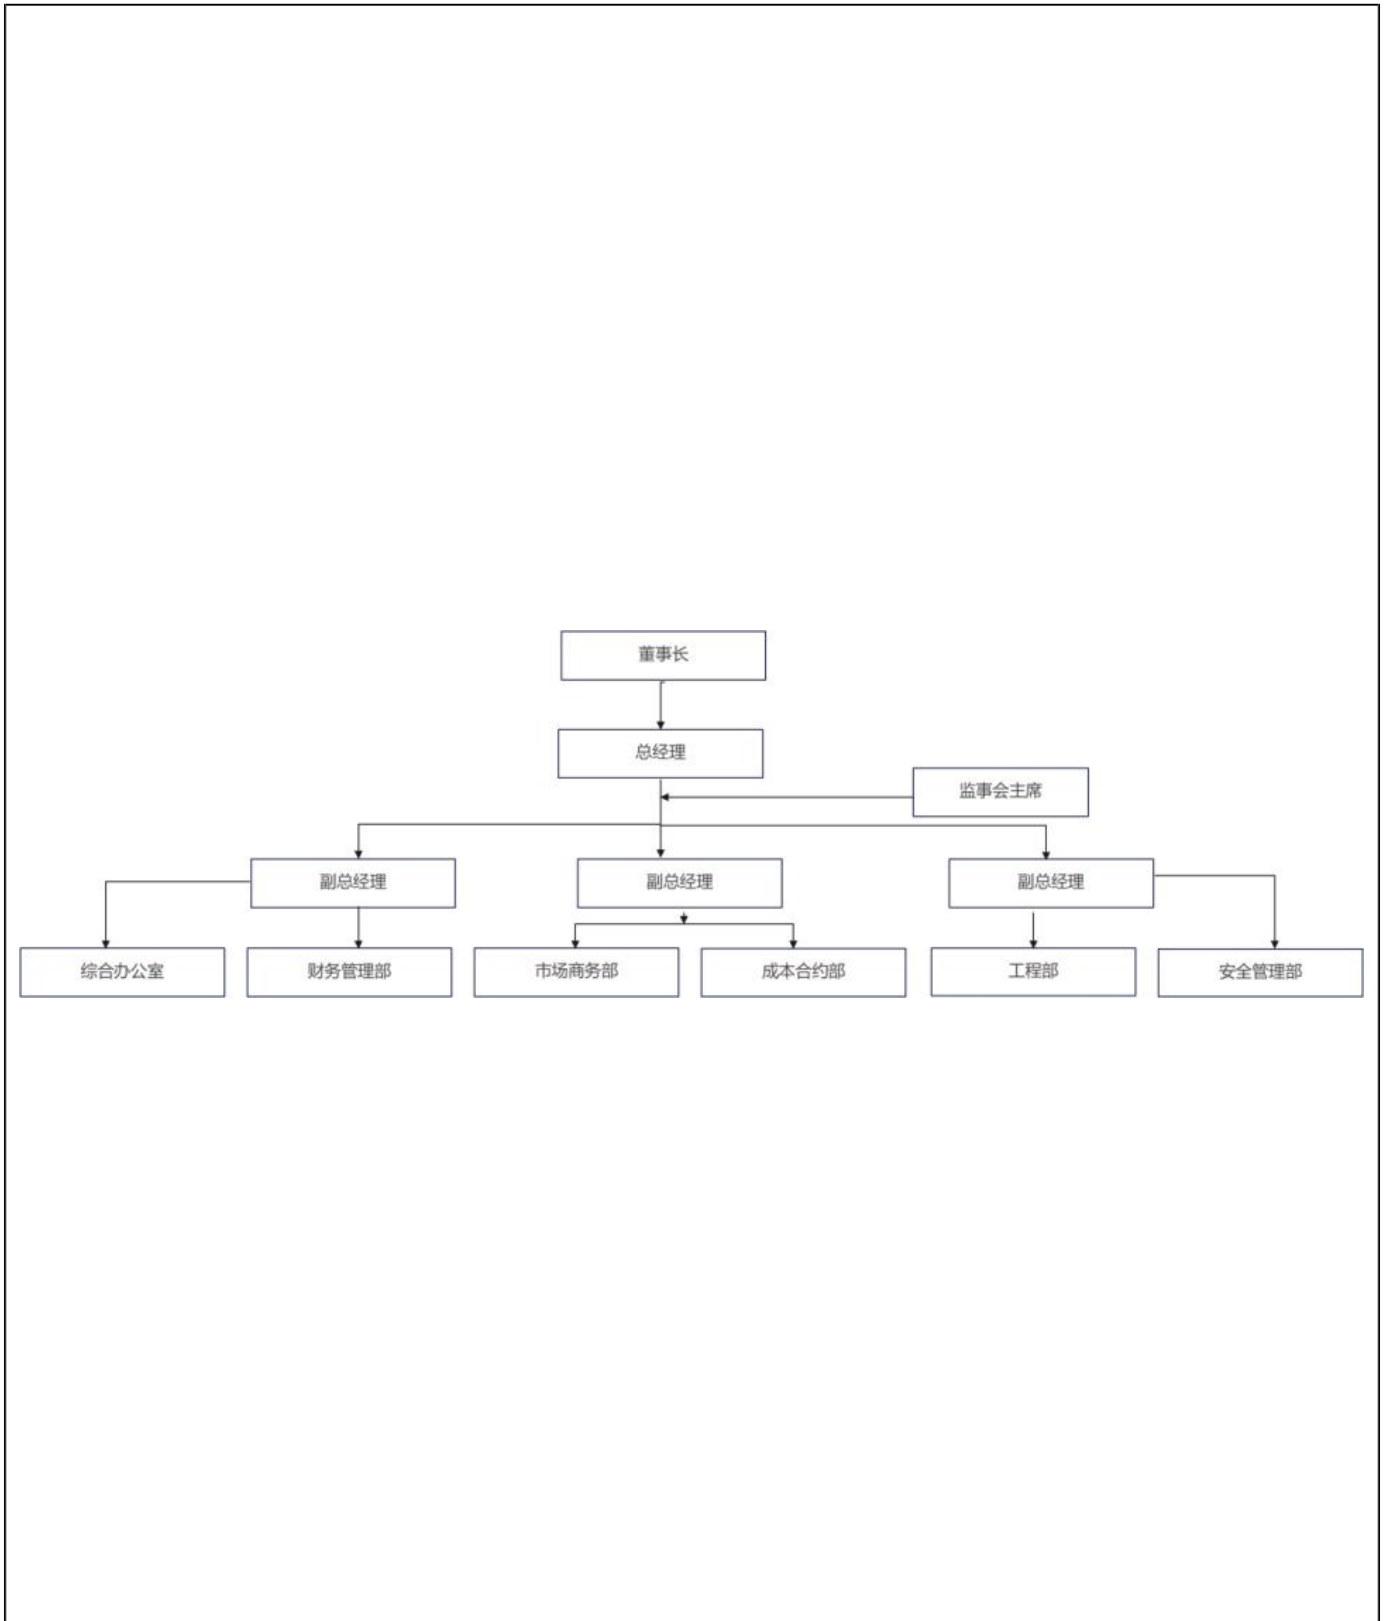 董事长
总经理
监事会主席
副总经理
副总经理
副总经理
综合办公室
财务管理部
市场商务部
成本合约部
工程部
安全管理部